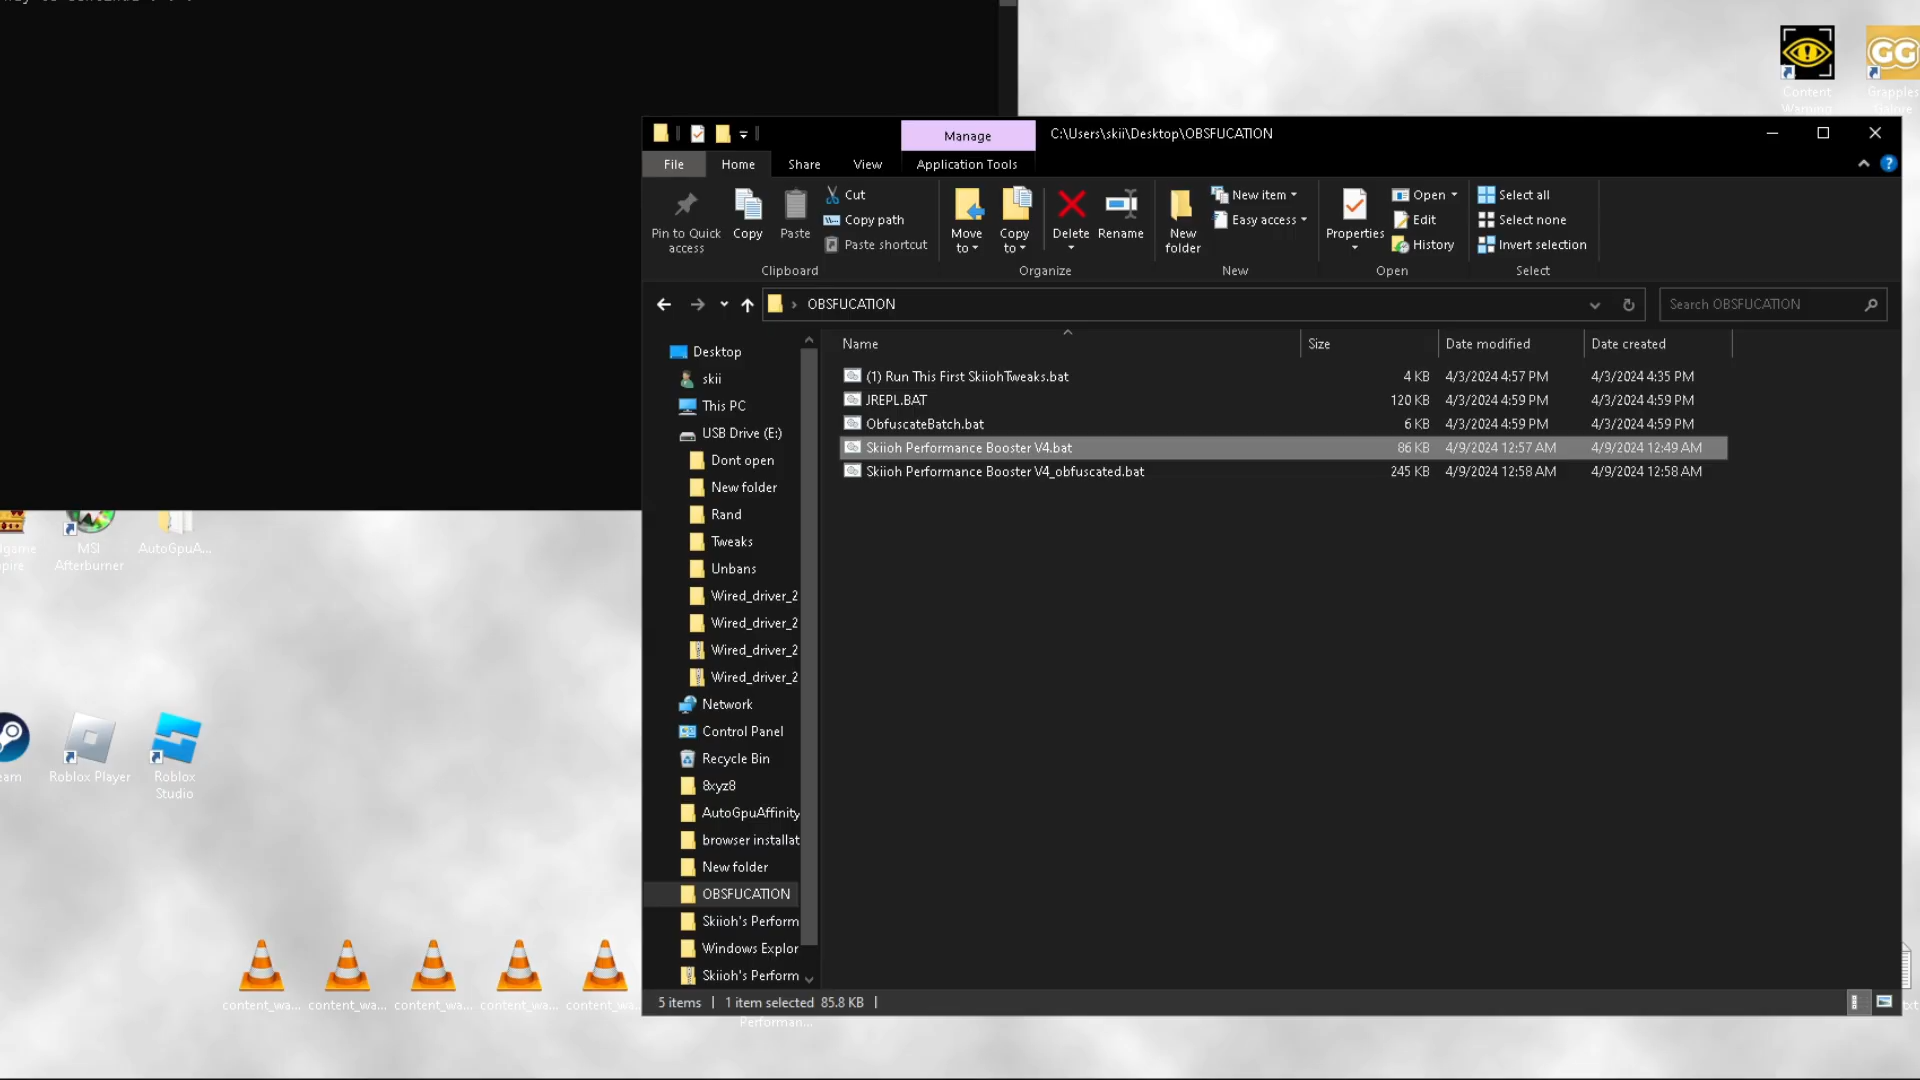 Content
Warning
Grapples
Galore
Manage
C:\Users\skii\Desktop\OBSFUCATION
File
Home
Share
View
Application Tools
Pin to Quick
access
Copy
Paste
Cut
Copy path
Paste shortcut
Clipboard
Move
to
Copy
to
Delete
Rename
Organize
New
folder
New item
Easy access
New
Properties
Open
Edit
History
Open
Select all
Select none
Invert selection
Select
OBSFUCATION
Search OBSFUCATION
Name
Size
Date modified
Date created
(1) Run This First SkiiohTweaks.bat 4 KB 4/3/2024 4:57 PM 4/3/2024 4:35 PM
JREPL.BAT 120 KB 4/3/2024 4:59 PM 4/3/2024 4:59 PM
ObfuscateBatch.bat 6 KB 4/3/2024 4:59 PM 4/3/2024 4:59 PM
Skiioh Performance Booster V4.bat 86 KB 4/9/2024 12:57 AM 4/9/2024 12:49 AM
Skiioh Performance Booster V4_obfuscated.bat 245 KB 4/9/2024 12:58 AM 4/9/2024 12:58 AM
Desktop
skii
This PC
USB Drive (E:)
Dont open
New folder
Rand
Tweaks
Unbans
Wired_driver_2
Wired_driver_2
Wired_driver_2
Wired_driver_2
Network
Control Panel
Recycle Bin
8xyz8
AutoGpuAffinity
browser installat
New folder
OBSFUCATION
Skiioh's Perform
Windows Explor
Skiioh's Perform
5 items | 1 item selected 85.8 KB |
MSI
Afterburner
AutoGpuA...
Roblox Player
Roblox
Studio
content_wa...
content_wa...
content_wa...
content_wa...
content_wa...
Performan...